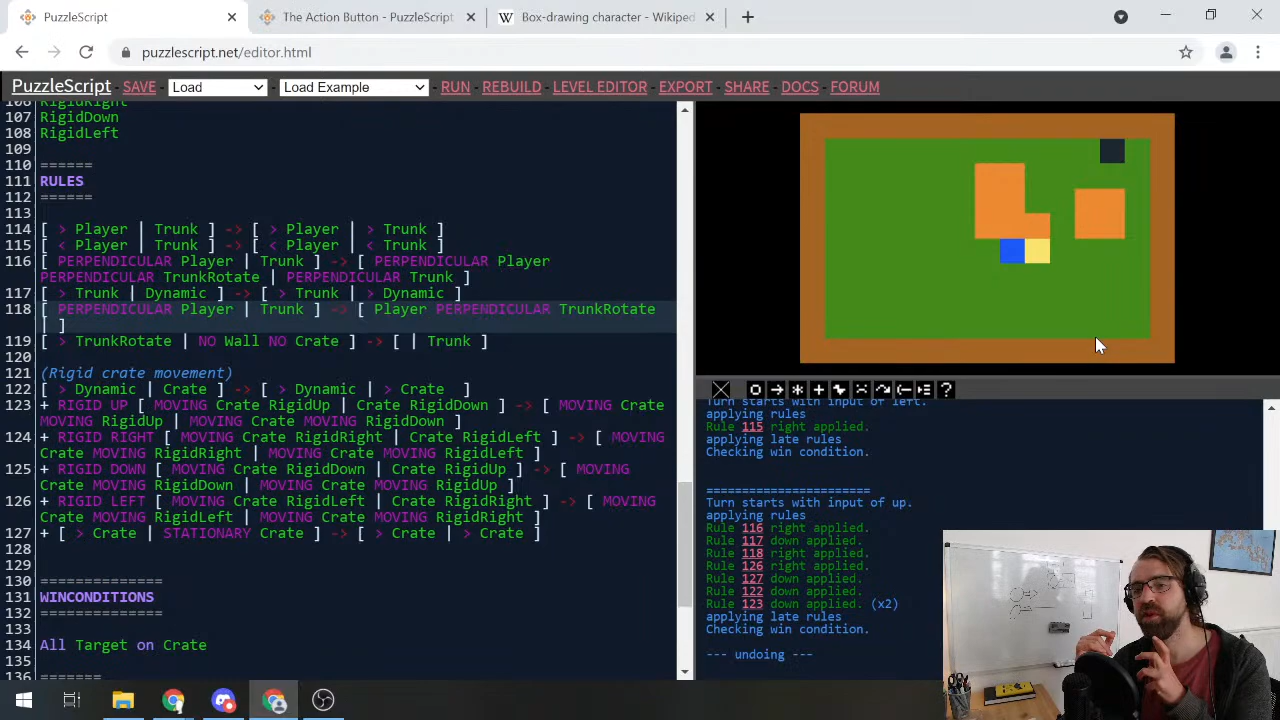 PuzzleScript
The Action Button - PuzzleScript
Box-drawing character - Wikiped
puzzlescript.net/editor.html
PuzzleScript SAVE Load Load Example RUN REBUILD LEVEL EDITOR EXPORT SHARE DOCS FORUM
106 RigidRight
107 RigidDown
108 RigidLeft
109
110 ======
111 RULES
112 ======
113
114 [ > Player | Trunk ] -> [ > Player | > Trunk ]
115 [ < Player | Trunk ] -> [ < Player | < Trunk ]
116 [ PERPENDICULAR Player | Trunk ] -> [ PERPENDICULAR Player
PERPENDICULAR TrunkRotate | PERPENDICULAR Trunk ]
117 [ > Trunk | Dynamic ] -> [ > Trunk | > Dynamic ]
118 [ PERPENDICULAR Player | Trunk ] -> [ Player PERPENDICULAR TrunkRotate
| ]
119 [ > TrunkRotate | NO Wall NO Crate ] -> [ | Trunk ]
120
121 (Rigid crate movement)
122 [ > Dynamic | Crate ] -> [ > Dynamic | > Crate ]
123 + RIGID UP [ MOVING Crate RigidUp | Crate RigidDown ] -> [ MOVING Crate
MOVING RigidUp | MOVING Crate MOVING RigidDown ]
124 + RIGID RIGHT [ MOVING Crate RigidRight | Crate RigidLeft ] -> [ MOVING
Crate MOVING RigidRight | MOVING Crate MOVING RigidLeft ]
125 + RIGID DOWN [ MOVING Crate RigidDown | Crate RigidUp ] -> [ MOVING
Crate MOVING RigidDown | MOVING Crate MOVING RigidUp ]
126 + RIGID LEFT [ MOVING Crate RigidLeft | Crate RigidRight ] -> [ MOVING
Crate MOVING RigidLeft | MOVING Crate MOVING RigidRight ]
127 + [ > Crate | STATIONARY Crate ] -> [ > Crate | > Crate ]
128
129
130 ==============
131 WINCONDITIONS
132 ==============
133
134 All Target on Crate
135
136 =======
Turn starts with input of left.
applying rules
Rule 115 right applied.
applying late rules
Checking win condition.
=======================
Turn starts with input of up.
applying rules
Rule 116 right applied.
Rule 117 down applied.
Rule 118 right applied.
Rule 126 right applied.
Rule 127 down applied.
Rule 122 down applied.
Rule 123 down applied. (x2)
applying late rules
Checking win condition.
--- undoing ---